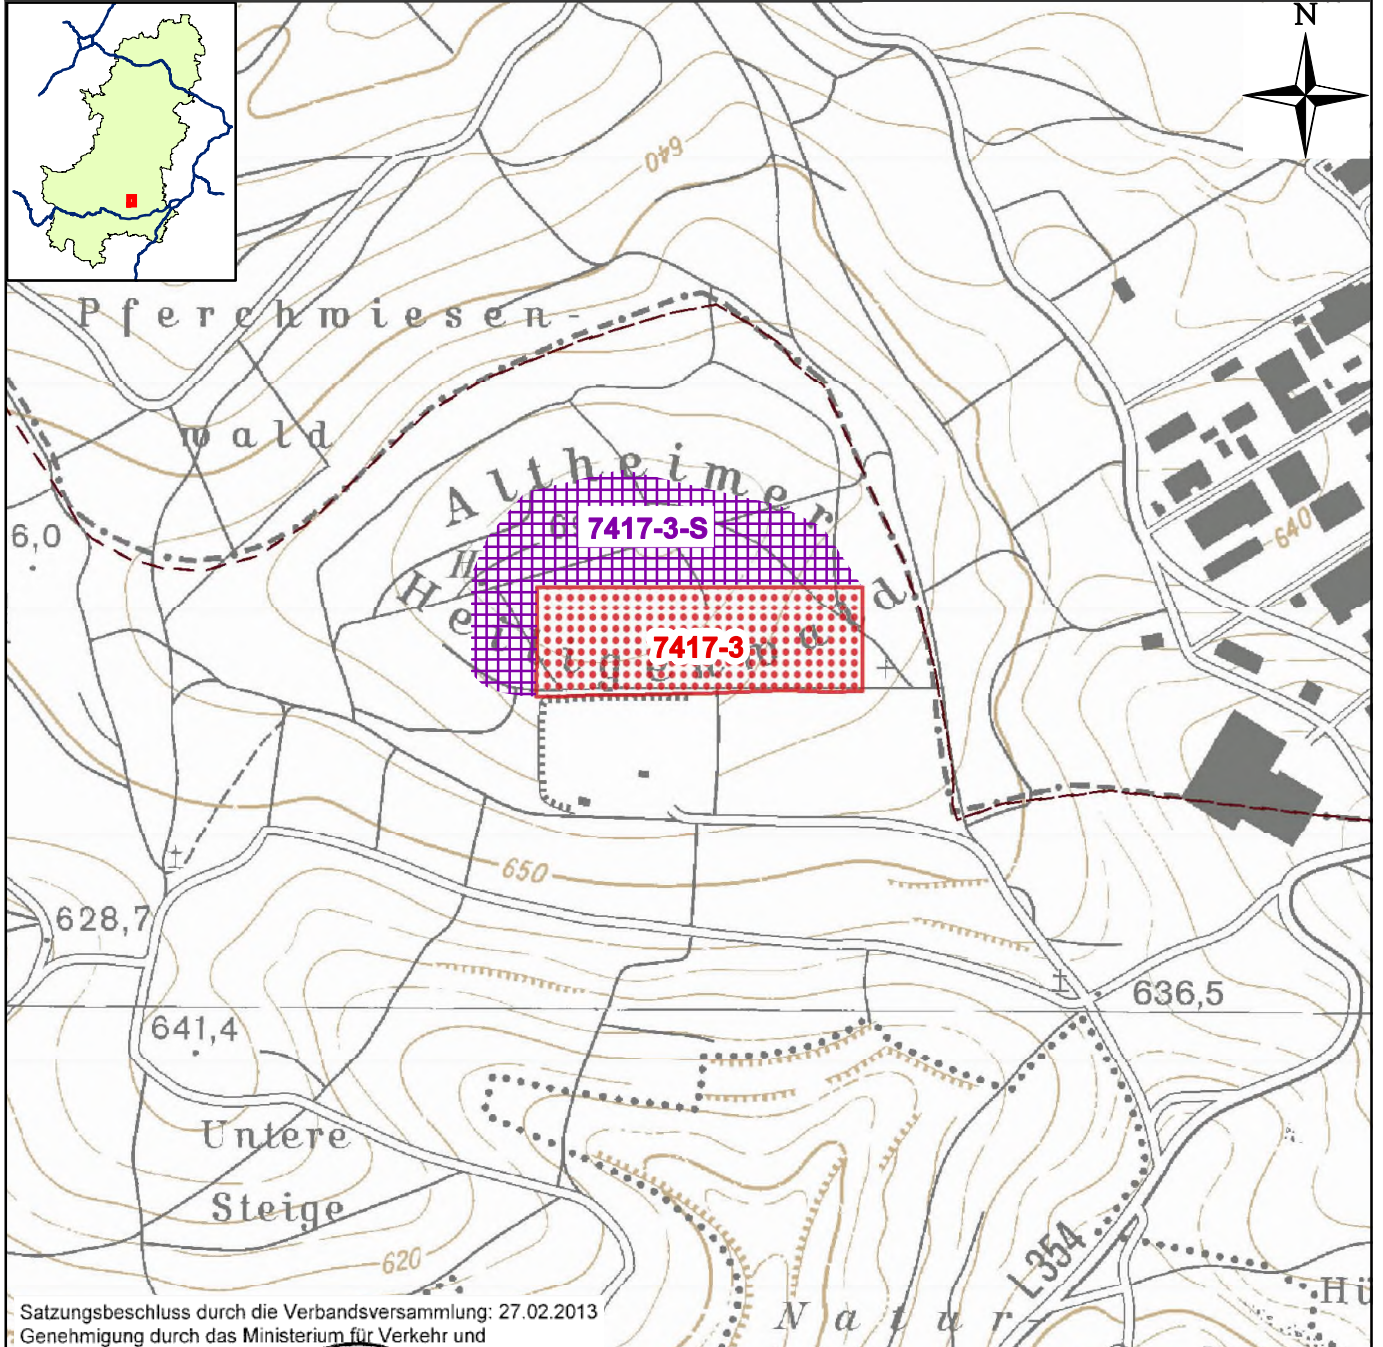 N
640
Pferchwiesen-
wald
Altheimer
6,0
7417-3-S
640
H
Heiligenwald
7417-3
650
628,7
636,5
641,4
Untere
Steige
620
L 354
Natur-
Hü
Satzungsbeschluss durch die Verbandsversammlung: 27.02.2013
Genehmigung durch das Ministerium für Verkehr und